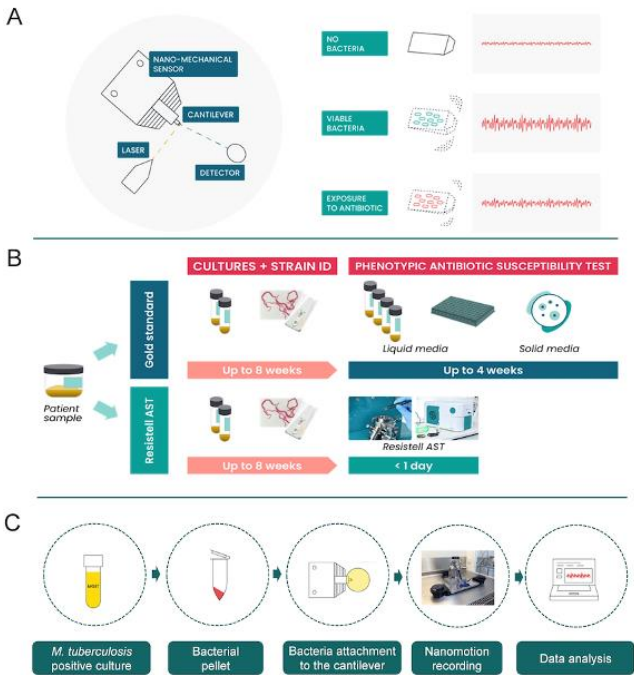 A
NANO-MECHANICAL
SENSOR
CANTILEVER
LASER
DETECTOR
NO
BACTERIA
VIABLE
BACTERIA
EXPOSURE
TO ANTIBIOTIC
B
CULTURES + STRAIN ID
PHENOTYPIC ANTIBIOTIC SUSCEPTIBILITY TEST
Gold standard
Liquid media
Solid media
Up to 8 weeks
Up to 4 weeks
Patient
sample
Resistell AST
Resistell AST
Up to 8 weeks
< 1 day
C
M. tuberculosis
positive culture
Bacterial
pellet
Bacteria attachment
to the cantilever
Nanomotion
recording
Data analysis